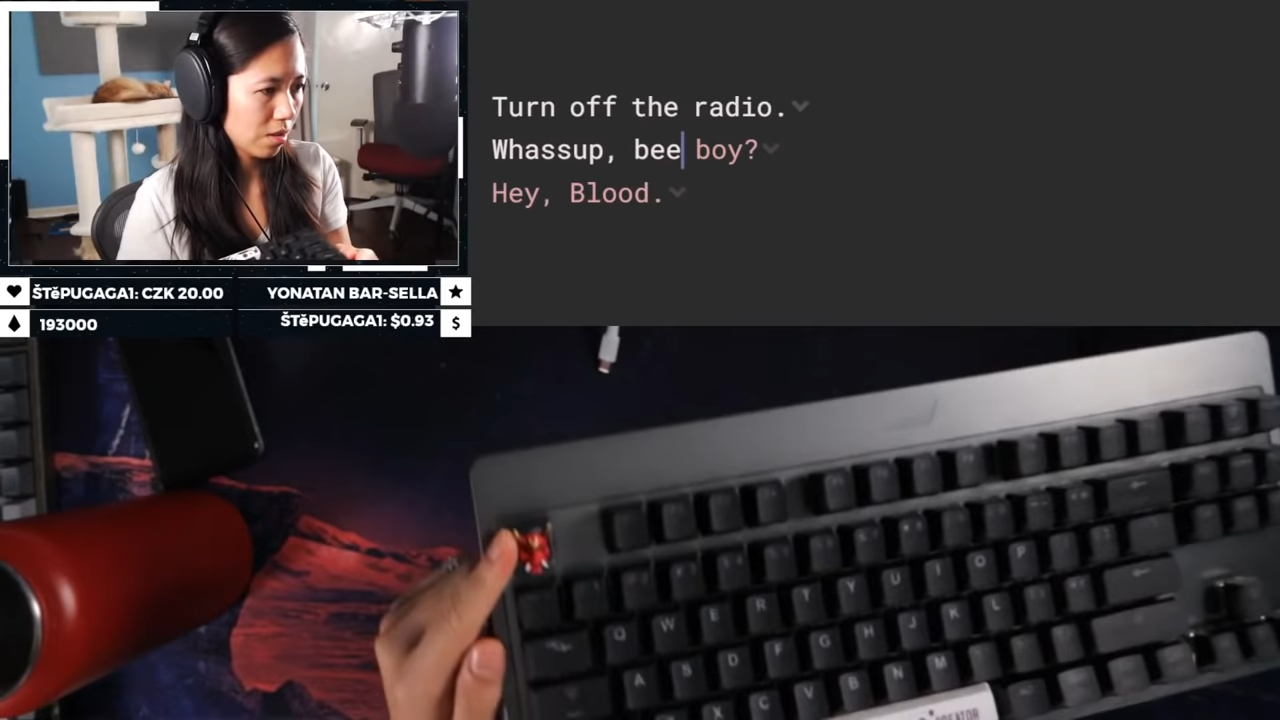 Turn off the radio.
Whassup, bee boy?
Hey, Blood.
ŠTěPUGAGA1: CZK 20.00
YONATAN BAR-SELLA
193000
ŠTěPUGAGA1: $0.93
$
Q W E R T Y U I O P
A S D F G H J K L
X C V B N M
CREATOR